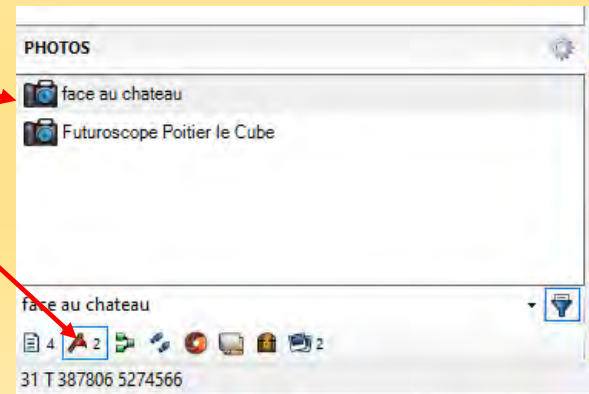 PHOTOS
face au chateau
Futuroscope Poitier le Cube
face au chateau
4 2 2
31 T 387806 5274566